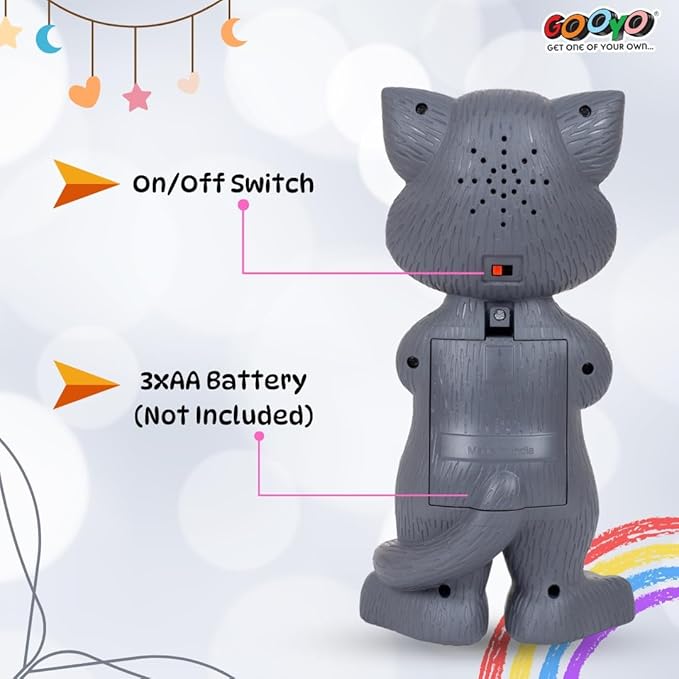 GOOYO
GET ONE OF YOUR OWN...
On/Off Switch
3xAA Battery
(Not Included)